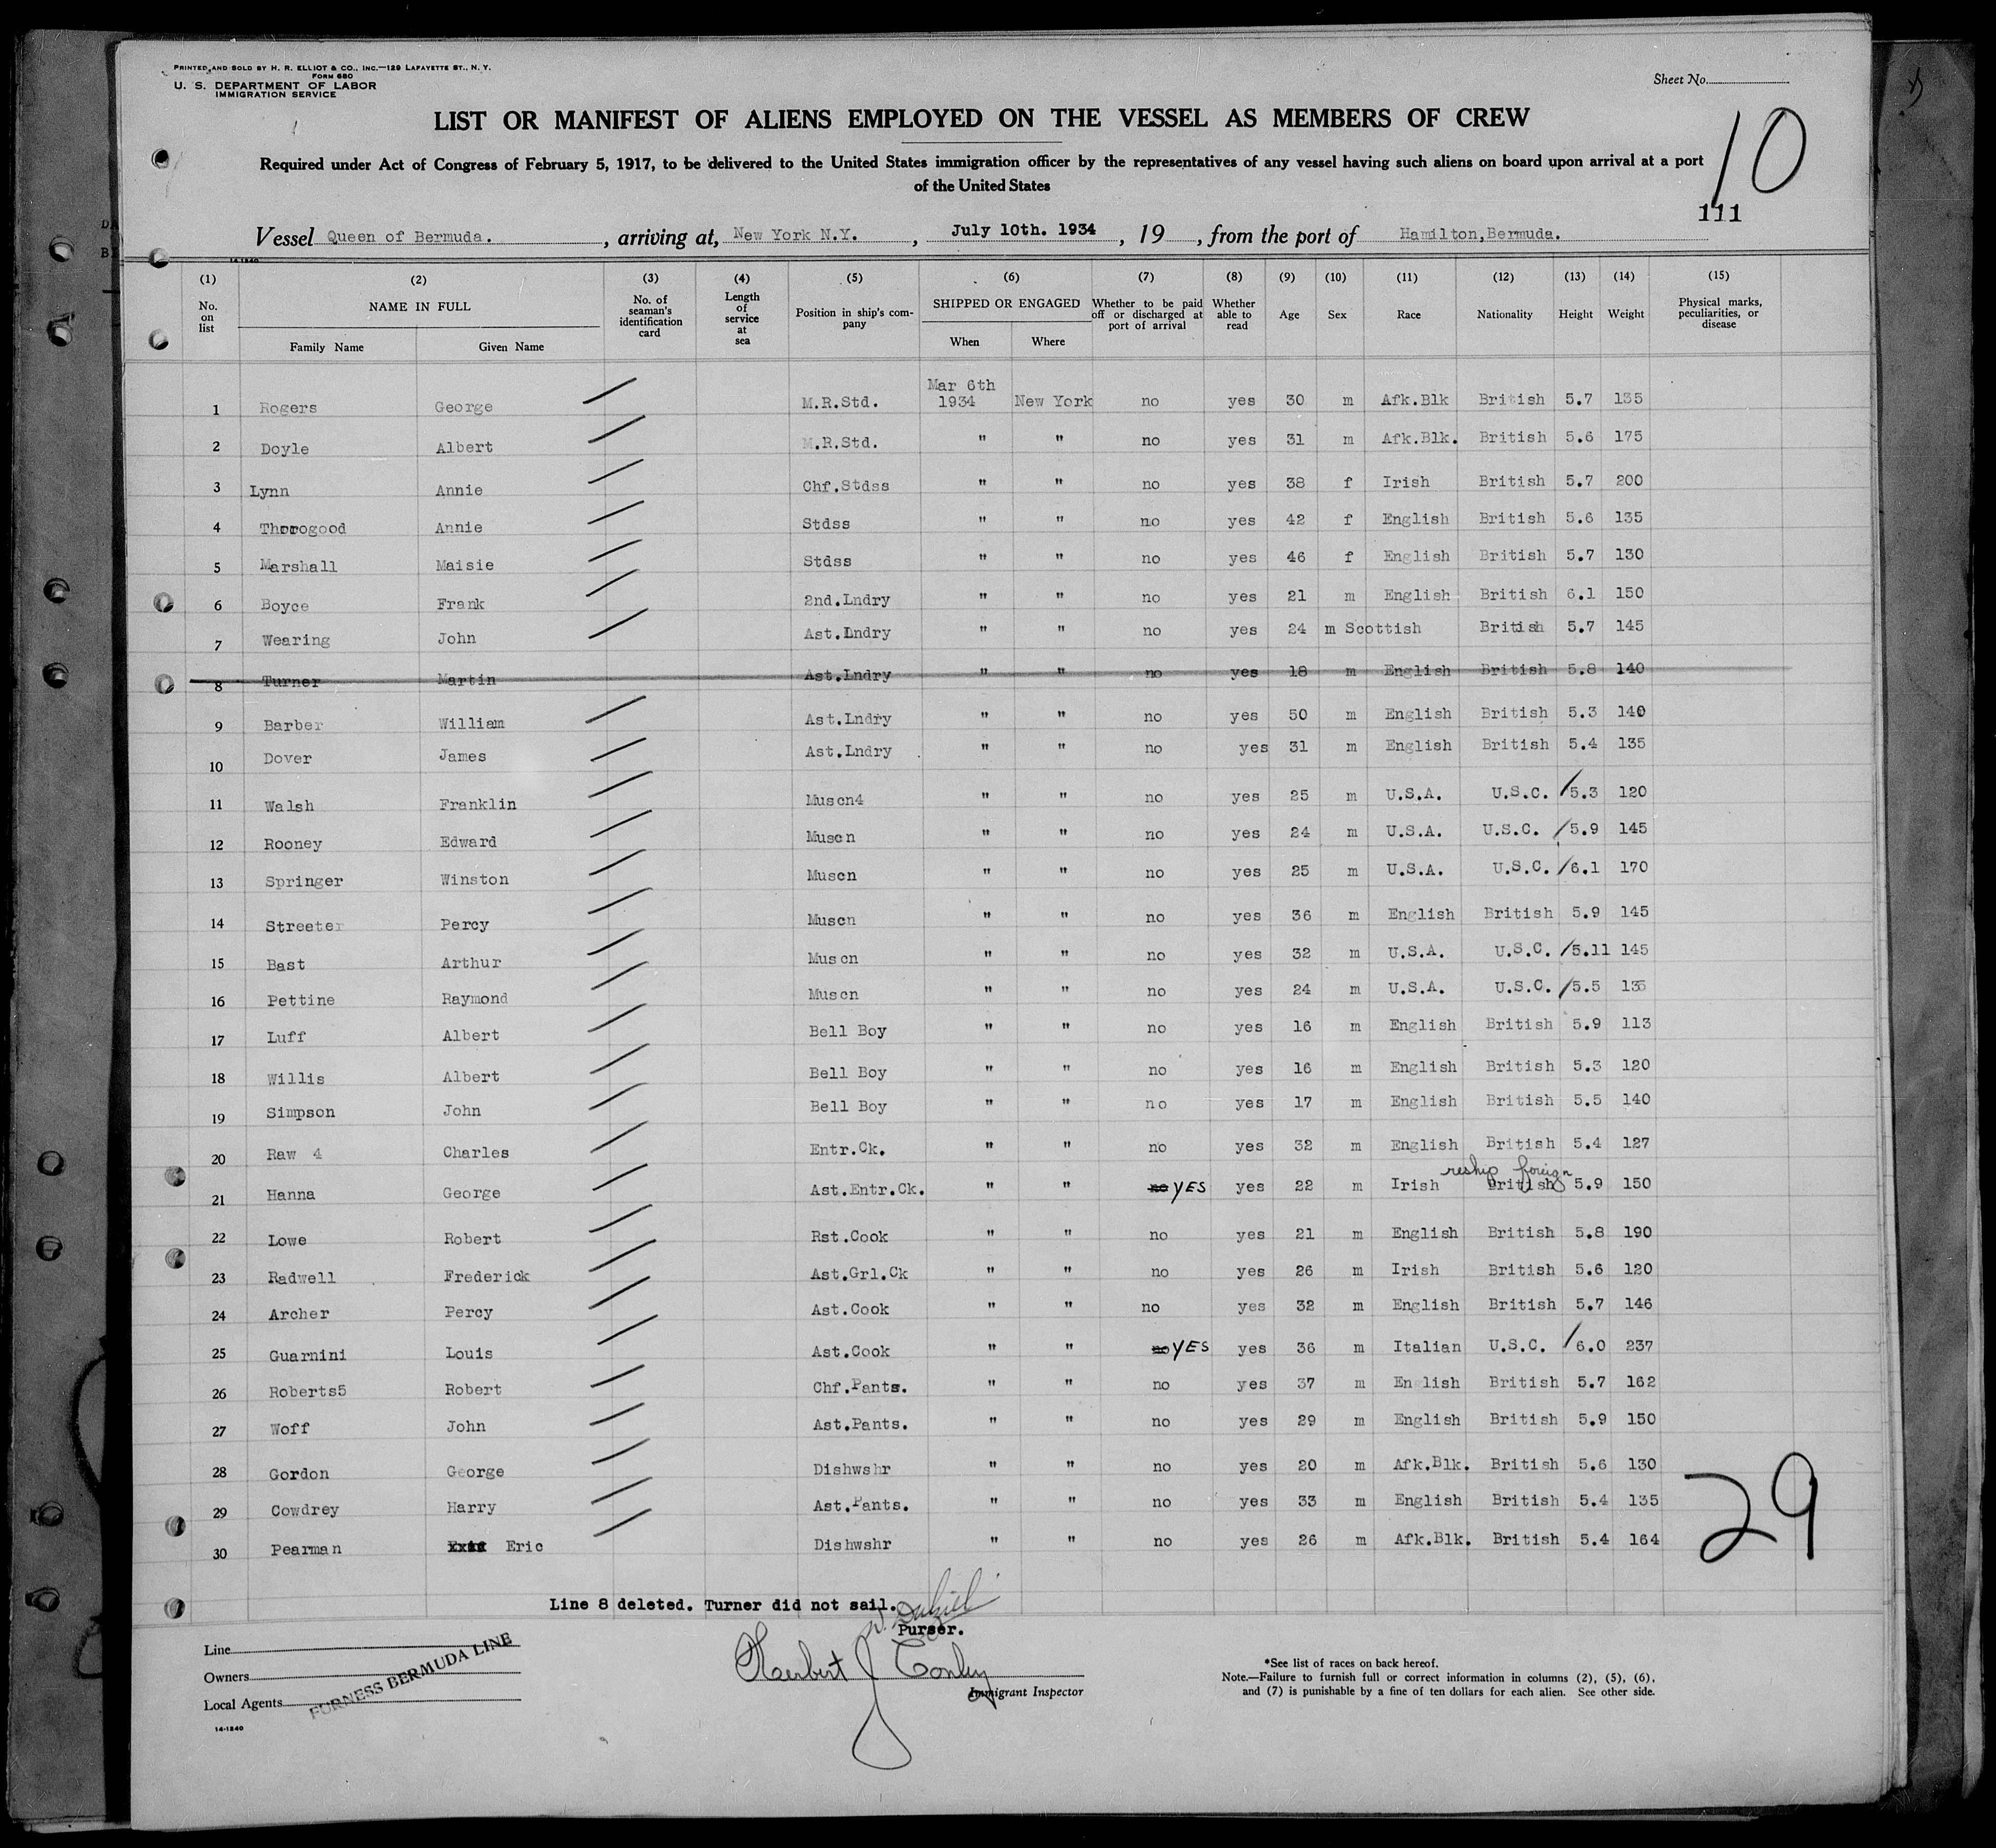 PRINTED AND SOLD BY H. R. ELLIOT & CO., INC.—129 LAFAYETTE ST., N. Y.
FORM 680
U. S. DEPARTMENT OF LABOR
IMMIGRATION SERVICE
Sheet No.
LIST OR MANIFEST OF ALIENS EMPLOYED ON THE VESSEL AS MEMBERS OF CREW
10
Required under Act of Congress of February 5, 1917, to be delivered to the United States immigration officer by the representatives of any vessel having such aliens on board upon arrival at a port
of the United States
111
Vessel Queen of Bermuda. , arriving at, New York N.Y. , July 10th. 1934 , 19 , from the port of Hamilton,Bermuda.
14-1240
(1) (2) (3) (4) (5) (6) (7) (8) (9) (10) (11) (12) (13) (14) (15)
No. on list NAME IN FULL No. of seaman's identification card Length of service at sea Position in ship's company SHIPPED OR ENGAGED Whether to be paid off or discharged at port of arrival Whether able to read Age Sex Race Nationality Height Weight Physical marks, peculiarities, or disease
Family Name Given Name When Where
1 Rogers George M.R.Std. Mar 6th 1934 New York no yes 30 m Afk.Blk British 5.7 135
2 Doyle Albert M.R.Std. " " no yes 31 m Afk.Blk. British 5.6 175
3 Lynn Annie Chf.Stdss " " no yes 38 f Irish British 5.7 200
4 Thorogood Annie Stdss " " no yes 42 f English British 5.6 135
5 Marshall Maisie Stdss " " no yes 46 f English British 5.7 130
6 Boyce Frank 2nd.Lndry " " no yes 21 m English British 6.1 150
7 Wearing John Ast.Lndry " " no yes 24 m Scottish British 5.7 145
8 Turner Martin Ast.Lndry " " no yes 18 m English British 5.8 140
9 Barber William Ast.Lndry " " no yes 50 m English British 5.3 140
10 Dover James Ast.Lndry " " no yes 31 m English British 5.4 135
11 Walsh Franklin Muscn4 " " no yes 25 m U.S.A. U.S.C. / 5.3 120
12 Rooney Edward Muscn " " no yes 24 m U.S.A. U.S.C. / 5.9 145
13 Springer Winston Muscn " " no yes 25 m U.S.A. U.S.C. / 6.1 170
14 Streeter Percy Muscn " " no yes 36 m English British 5.9 145
15 Bast Arthur Muscn " " no yes 32 m U.S.A. U.S.C. / 5.11 145
16 Pettine Raymond Muscn " " no yes 24 m U.S.A. U.S.C. / 5.5 135
17 Luff Albert Bell Boy " " no yes 16 m English British 5.9 113
18 Willis Albert Bell Boy " " no yes 16 m English British 5.3 120
19 Simpson John Bell Boy " " no yes 17 m English British 5.5 140
20 Raw 4 Charles Entr.Ck. " " no yes 32 m English British 5.4 127
reship foreign
21 Hanna George Ast.Entr.Ck. " " no YES yes 22 m Irish British 5.9 150
22 Lowe Robert Rst.Cook " " no yes 21 m English British 5.8 190
23 Radwell Frederick Ast.Grl.Ck " " no yes 26 m Irish British 5.6 120
24 Archer Percy Ast.Cook " " no yes 32 m English British 5.7 146
25 Guarnini Louis Ast.Cook " " no YES yes 36 m Italian U.S.C. / 6.0 237
26 Roberts5 Robert Chf.Pants. " " no yes 37 m English British 5.7 162
27 Woff John Ast.Pants. " " no yes 29 m English British 5.9 150
28 Gordon George Dishwshr " " no yes 20 m Afk.Blk. British 5.6 130
29 Cowdrey Harry Ast.Pants. " " no yes 33 m English British 5.4 135
30 Pearman Eric Dishwshr " " no yes 26 m Afk.Blk. British 5.4 164
29
Line 8 deleted. Turner did not sail.
Purser.
Line
Owners
Local Agents
FURNESS BERMUDA LINE
Herbert J Conley
Immigrant Inspector
*See list of races on back hereof.
Note.—Failure to furnish full or correct information in columns (2), (5), (6),
and (7) is punishable by a fine of ten dollars for each alien. See other side.
14-1240